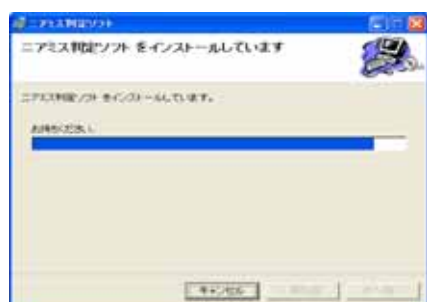 ニアミス判定ソフト
ニアミス判定ソフト をインストールしています
ニアミス判定ソフト をインストールしています。
お待ちください...
キャンセル